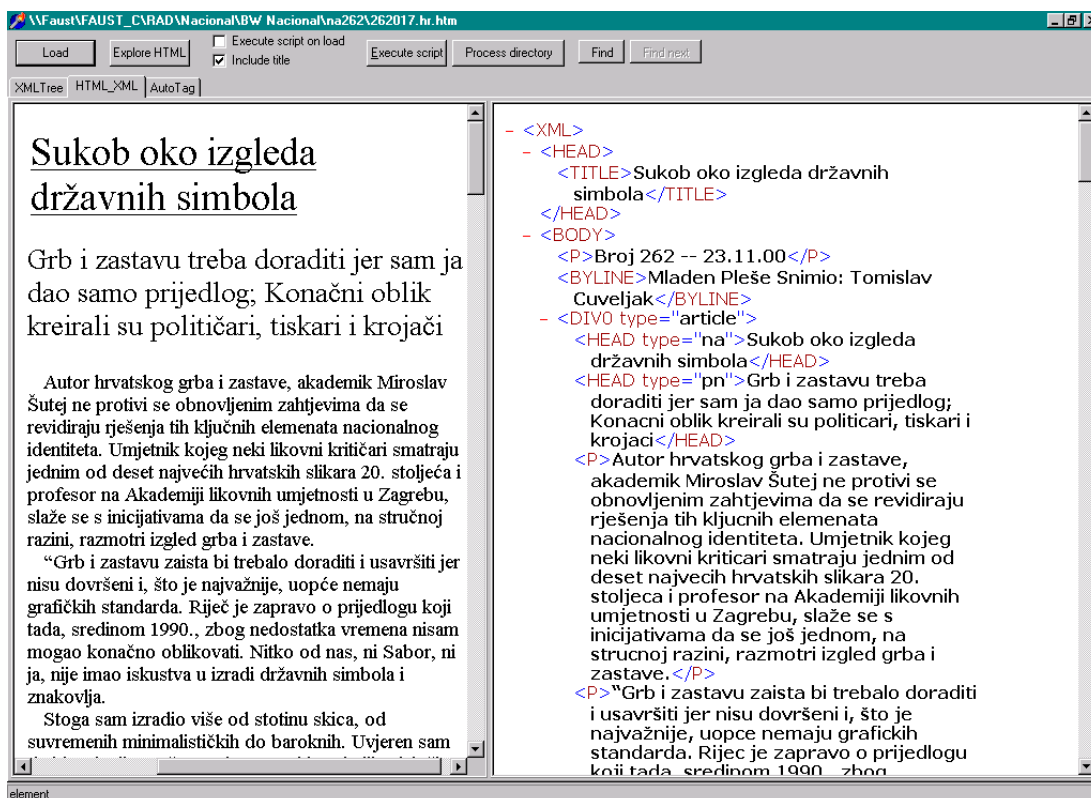 \\Faust\FAUST_C\RAD\Nacional\BW Nacional\na262\262017.hr.htm
Load
Explore HTML
Execute script on load
Include title
Execute script
Process directory
Find
Find next
XMLTree
HTML_XML
AutoTag
Sukob oko izgleda
državnih simbola
Grb i zastavu treba doraditi jer sam ja
dao samo prijedlog; Konačni oblik
kreirali su političari, tiskari i krojači
Autor hrvatskog grba i zastave, akademik Miroslav
Šutej ne protivi se obnovljenim zahtjevima da se
revidiraju rješenja tih ključnih elemenata nacionalnog
identiteta. Umjetnik kojeg neki likovni kritičari smatraju
jednim od deset najvećih hrvatskih slikara 20. stoljeća i
profesor na Akademiji likovnih umjetnosti u Zagrebu,
slaže se s inicijativama da se još jednom, na stručnoj
razini, razmotri izgled grba i zastave.
“Grb i zastavu zaista bi trebalo doraditi i usavršiti jer
nisu dovršeni i, što je najvažnije, uopće nemaju
grafičkih standarda. Riječ je zapravo o prijedlogu koji
tada, sredinom 1990., zbog nedostatka vremena nisam
mogao konačno oblikovati. Nitko od nas, ni Sabor, ni
ja, nije imao iskustva u izradi državnih simbola i
znakovlja.
Stoga sam izradio više od stotinu skica, od
suvremenih minimalističkih do baroknih. Uvjeren sam
- <XML>
- <HEAD>
<TITLE>Sukob oko izgleda državnih
simbola</TITLE>
</HEAD>
- <BODY>
<P>Broj 262 -- 23.11.00</P>
<BYLINE>Mladen Pleše Snimio: Tomislav
Cuveljak</BYLINE>
- <DIV0 type="article">
<HEAD type="na">Sukob oko izgleda
državnih simbola</HEAD>
<HEAD type="pn">Grb i zastavu treba
doraditi jer sam ja dao samo prijedlog;
Konacni oblik kreirali su politicari, tiskari i
krojaci</HEAD>
<P>Autor hrvatskog grba i zastave,
akademik Miroslav Šutej ne protivi se
obnovljenim zahtjevima da se revidiraju
rješenja tih kljucnih elemenata
nacionalnog identiteta. Umjetnik kojeg
neki likovni kriticari smatraju jednim od
deset najvecih hrvatskih slikara 20.
stoljeca i profesor na Akademiji likovnih
umjetnosti u Zagrebu, slaže se s
inicijativama da se još jednom, na
strucnoj razini, razmotri izgled grba i
zastave.</P>
<P>“Grb i zastavu zaista bi trebalo doraditi
i usavršiti jer nisu dovršeni i, što je
najvažnije, uopce nemaju grafickih
standarda. Rijec je zapravo o prijedlogu
koji tada, sredinom 1990., zbog
element